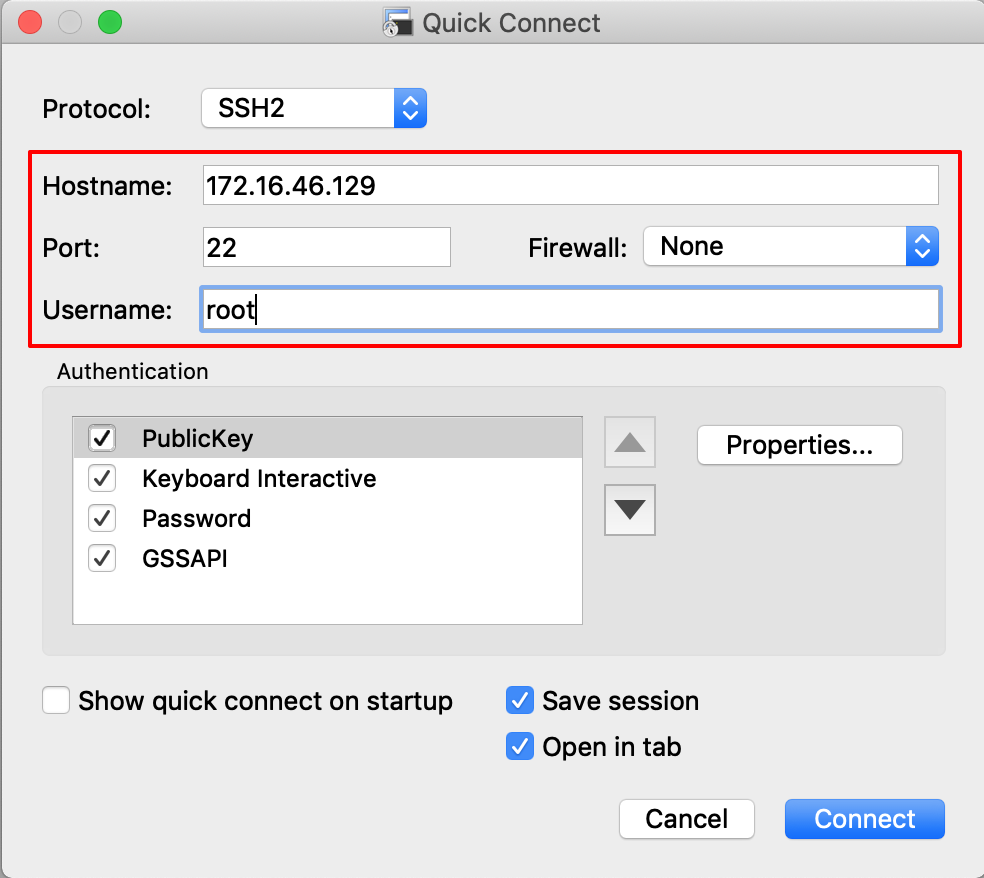 Quick Connect
Protocol: SSH2
Hostname: 172.16.46.129
Port: 22 Firewall: None
Username: root
Authentication
PublicKey Properties...
Keyboard Interactive
Password
GSSAPI
Show quick connect on startup Save session
Open in tab
Cancel Connect